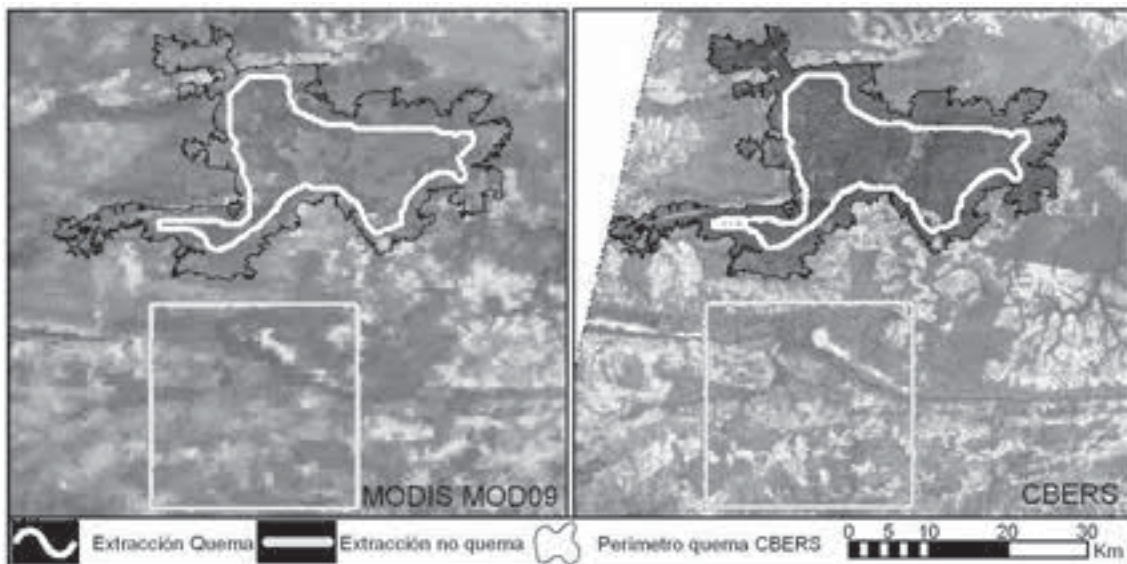 MODIS MOD09
CBERS
Extracción Quema
Extracción no quema
Perimetro quema CBERS
0 5 10 20 30
Km